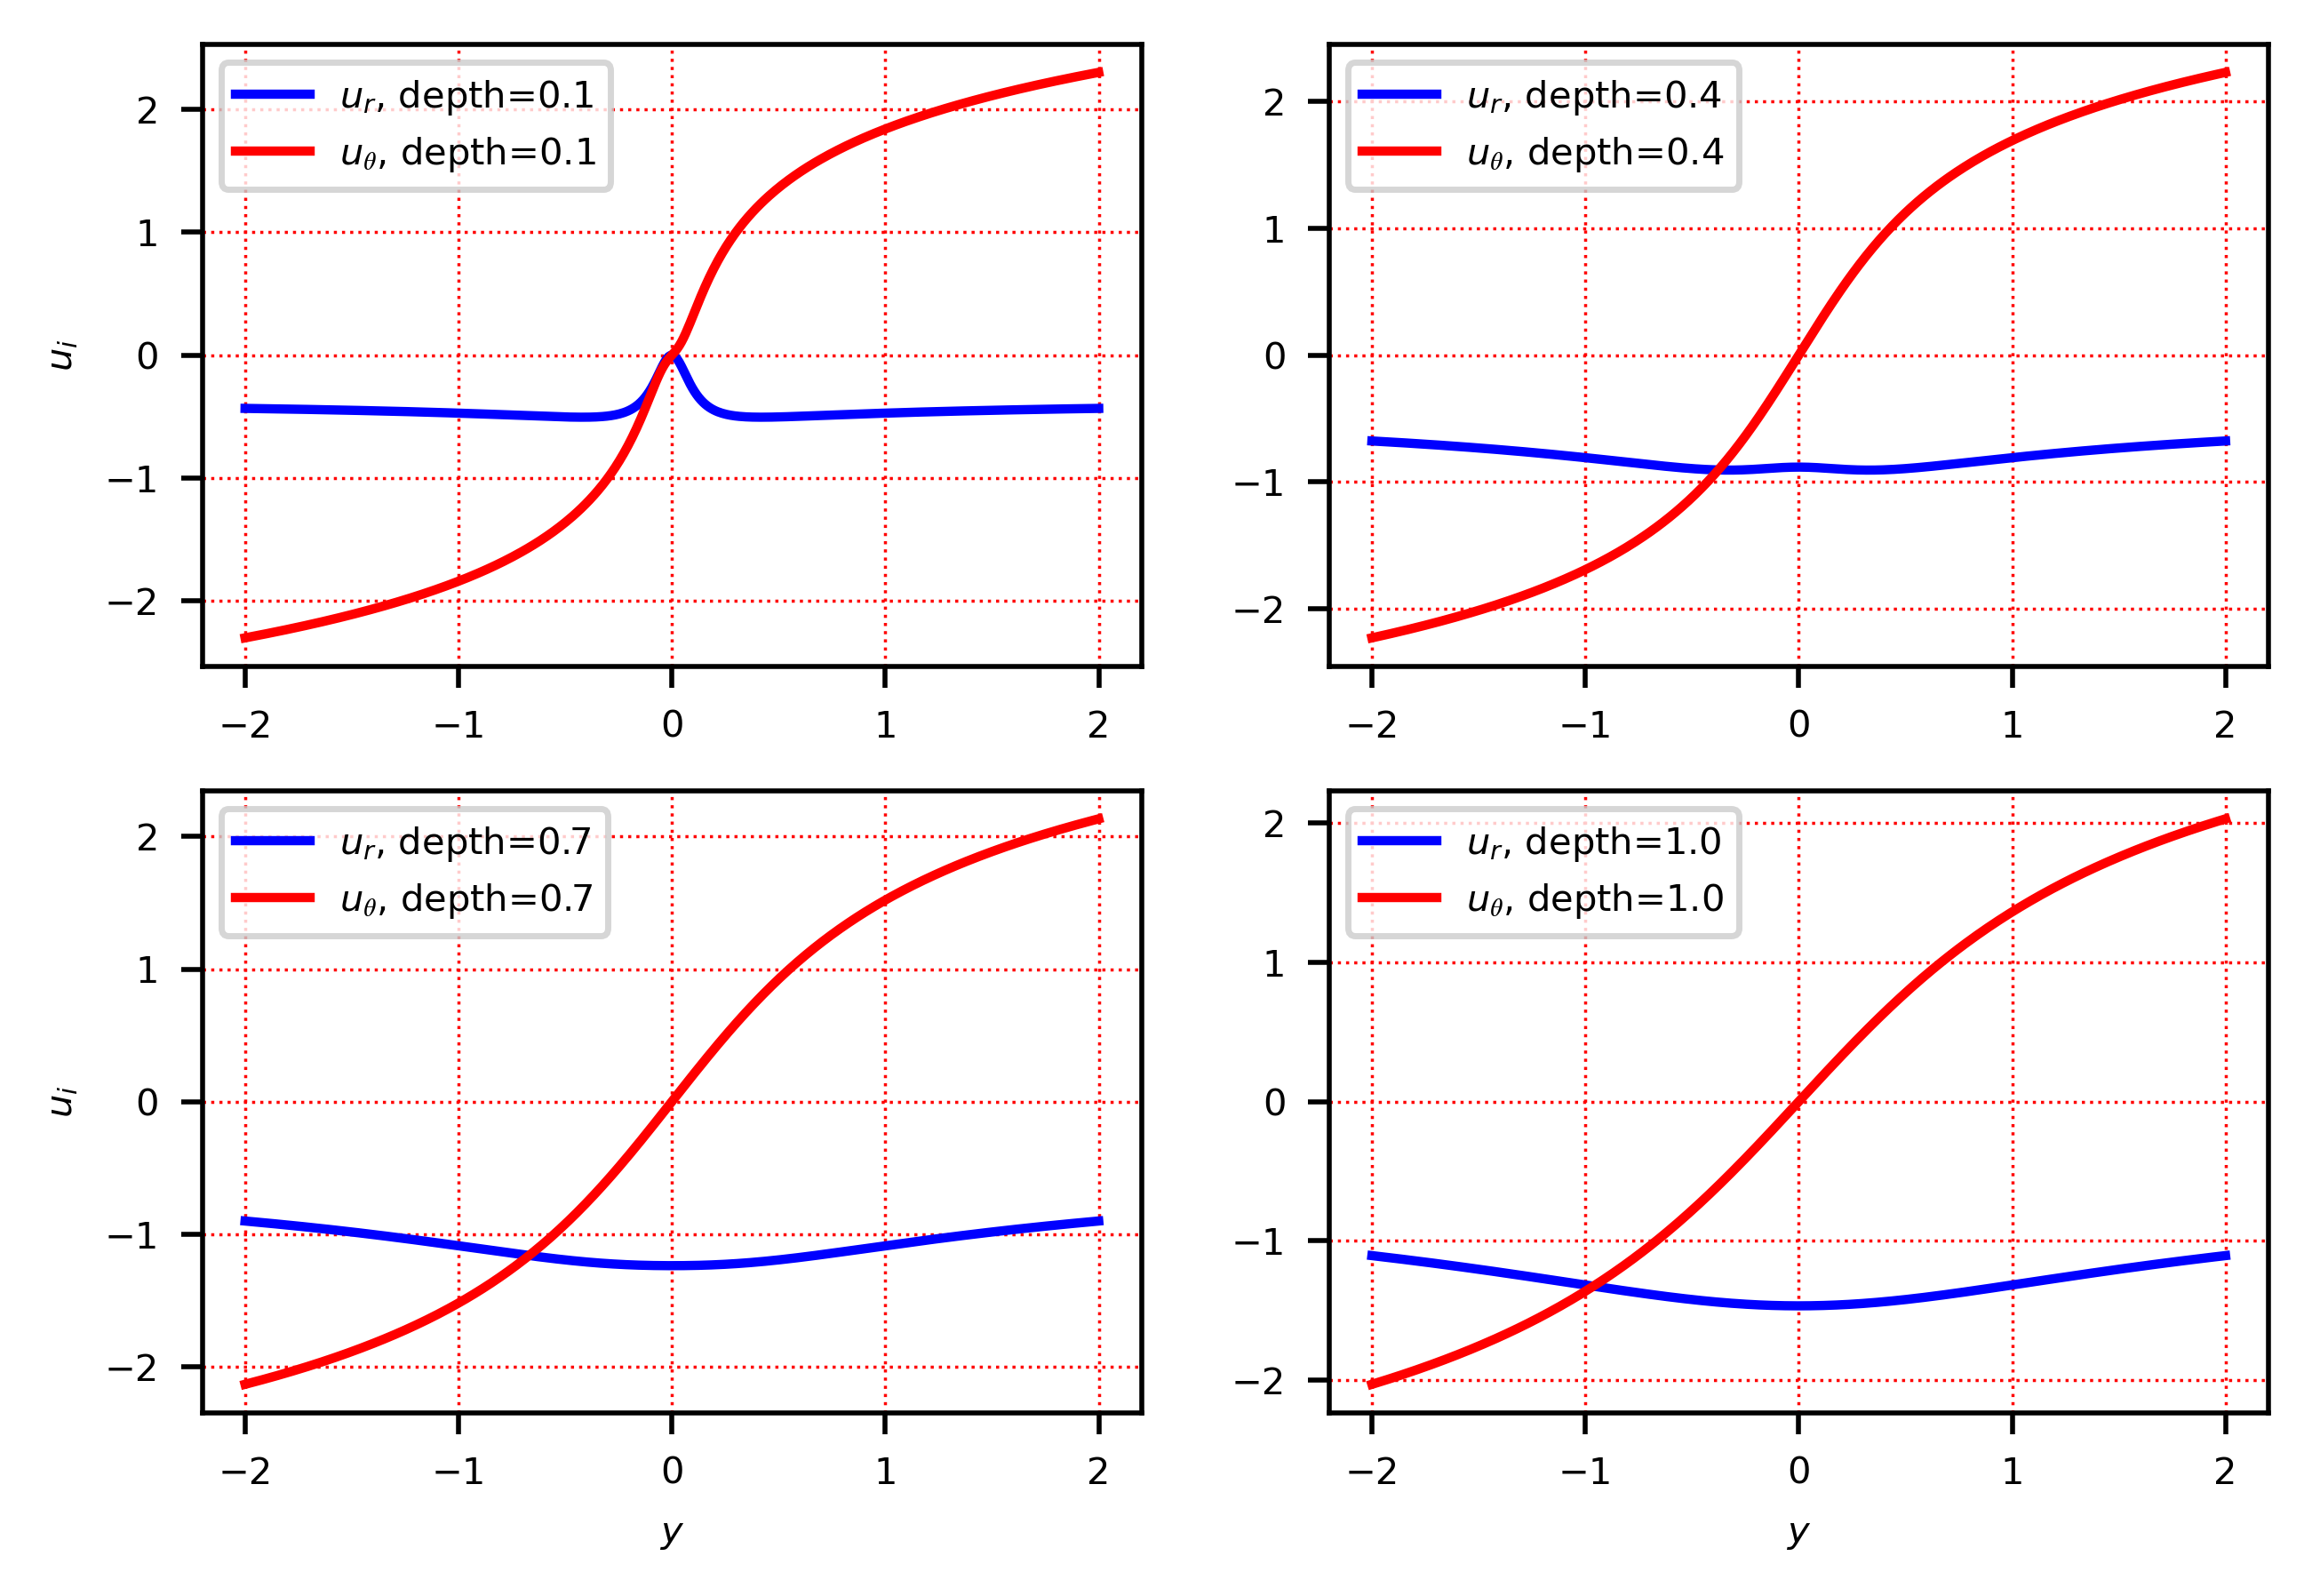 u_r, depth=0.1
u_θ, depth=0.1
2
1
0
−1
−2
u_i
−2 −1 0 1 2
u_r, depth=0.4
u_θ, depth=0.4
2
1
0
−1
−2
−2 −1 0 1 2
u_r, depth=0.7
u_θ, depth=0.7
2
1
0
−1
−2
u_i
−2 −1 0 1 2
y
u_r, depth=1.0
u_θ, depth=1.0
2
1
0
−1
−2
−2 −1 0 1 2
y